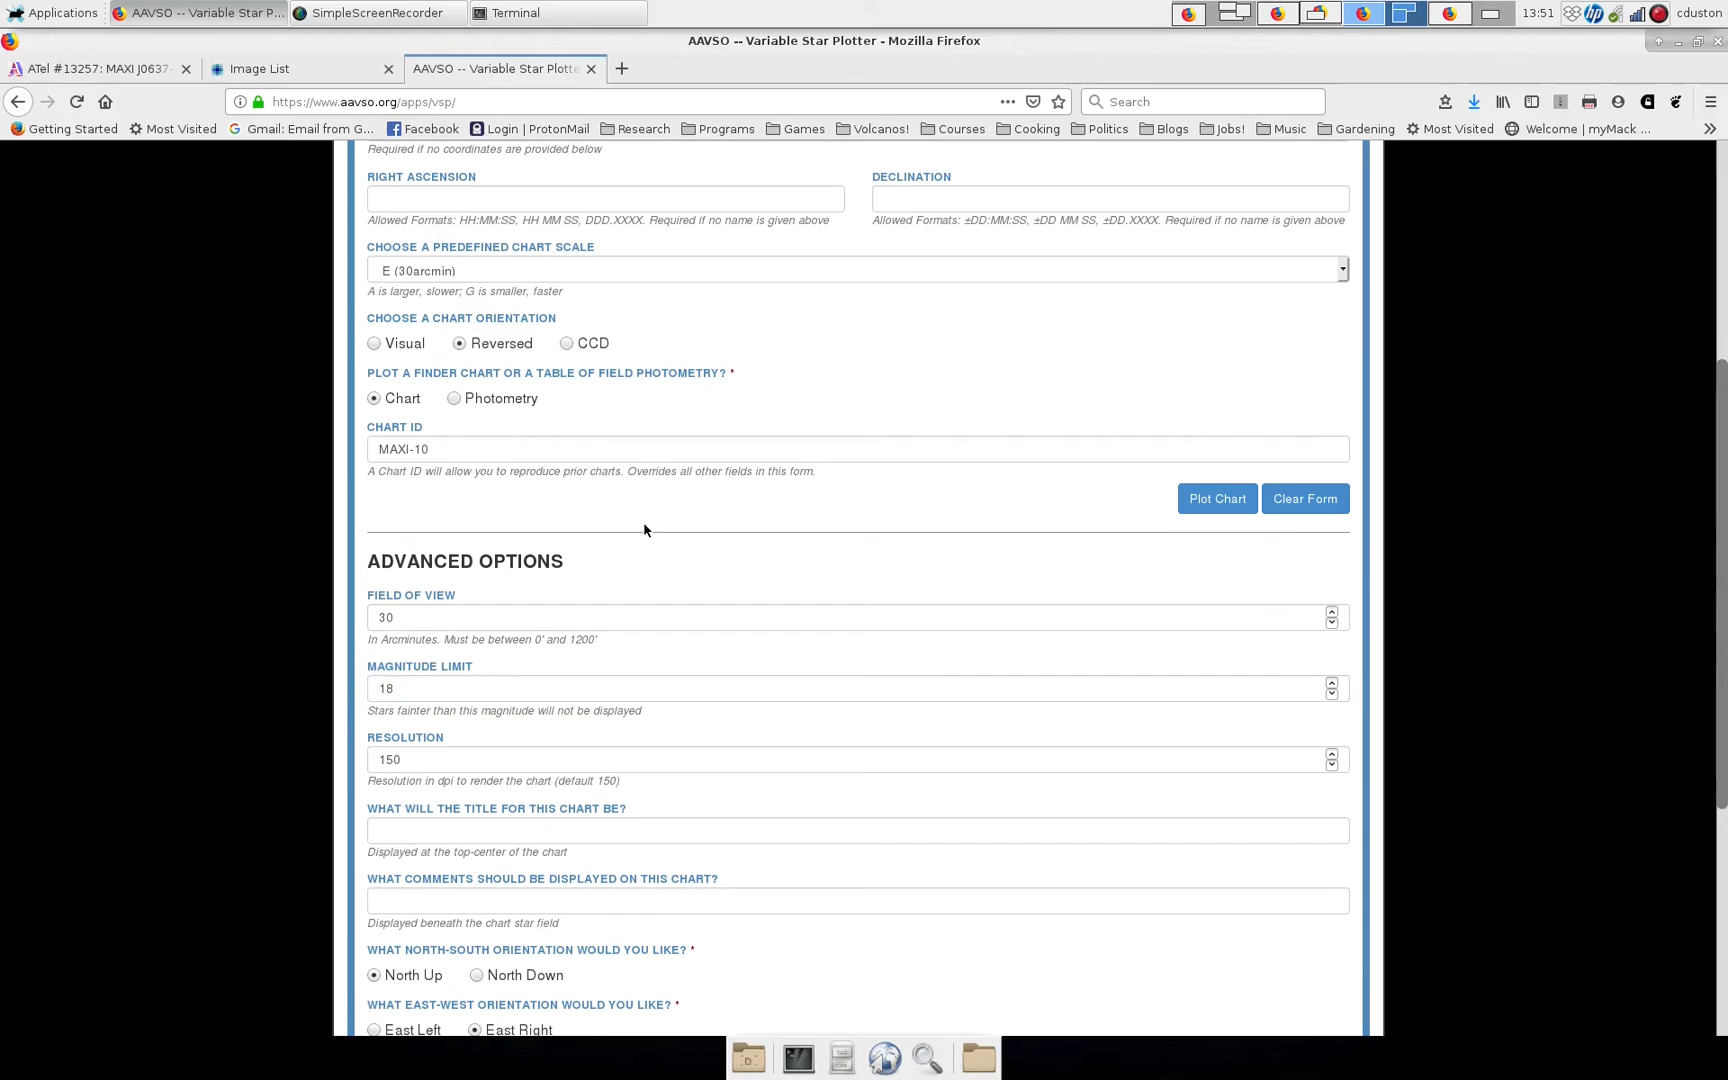 Applications
AAVSO -- Variable Star P...
SimpleScreenRecorder
Terminal
13:51
cduston
AAVSO -- Variable Star Plotter - Mozilla Firefox
ATel #13257: MAXI J0637-
Image List
AAVSO -- Variable Star Plotte
https://www.aavso.org/apps/vsp/
Search
Getting Started
Most Visited
Gmail: Email from G...
Facebook
Login | ProtonMail
Research
Programs
Games
Volcanos!
Courses
Cooking
Politics
Blogs
Jobs!
Music
Gardening
Most Visited
Welcome | myMack ...
Required if no coordinates are provided below
RIGHT ASCENSION
DECLINATION
Allowed Formats: HH:MM:SS, HH MM SS, DDD.XXXX. Required if no name is given above
Allowed Formats: ±DD:MM:SS, ±DD MM SS, ±DD.XXXX. Required if no name is given above
CHOOSE A PREDEFINED CHART SCALE
E (30arcmin)
A is larger, slower; G is smaller, faster
CHOOSE A CHART ORIENTATION
Visual
Reversed
CCD
PLOT A FINDER CHART OR A TABLE OF FIELD PHOTOMETRY? *
Chart
Photometry
CHART ID
MAXI-10
A Chart ID will allow you to reproduce prior charts. Overrides all other fields in this form.
Plot Chart
Clear Form
ADVANCED OPTIONS
FIELD OF VIEW
30
In Arcminutes. Must be between 0' and 1200'
MAGNITUDE LIMIT
18
Stars fainter than this magnitude will not be displayed
RESOLUTION
150
Resolution in dpi to render the chart (default 150)
WHAT WILL THE TITLE FOR THIS CHART BE?
Displayed at the top-center of the chart
WHAT COMMENTS SHOULD BE DISPLAYED ON THIS CHART?
Displayed beneath the chart star field
WHAT NORTH-SOUTH ORIENTATION WOULD YOU LIKE? *
North Up
North Down
WHAT EAST-WEST ORIENTATION WOULD YOU LIKE? *
East Left
East Right